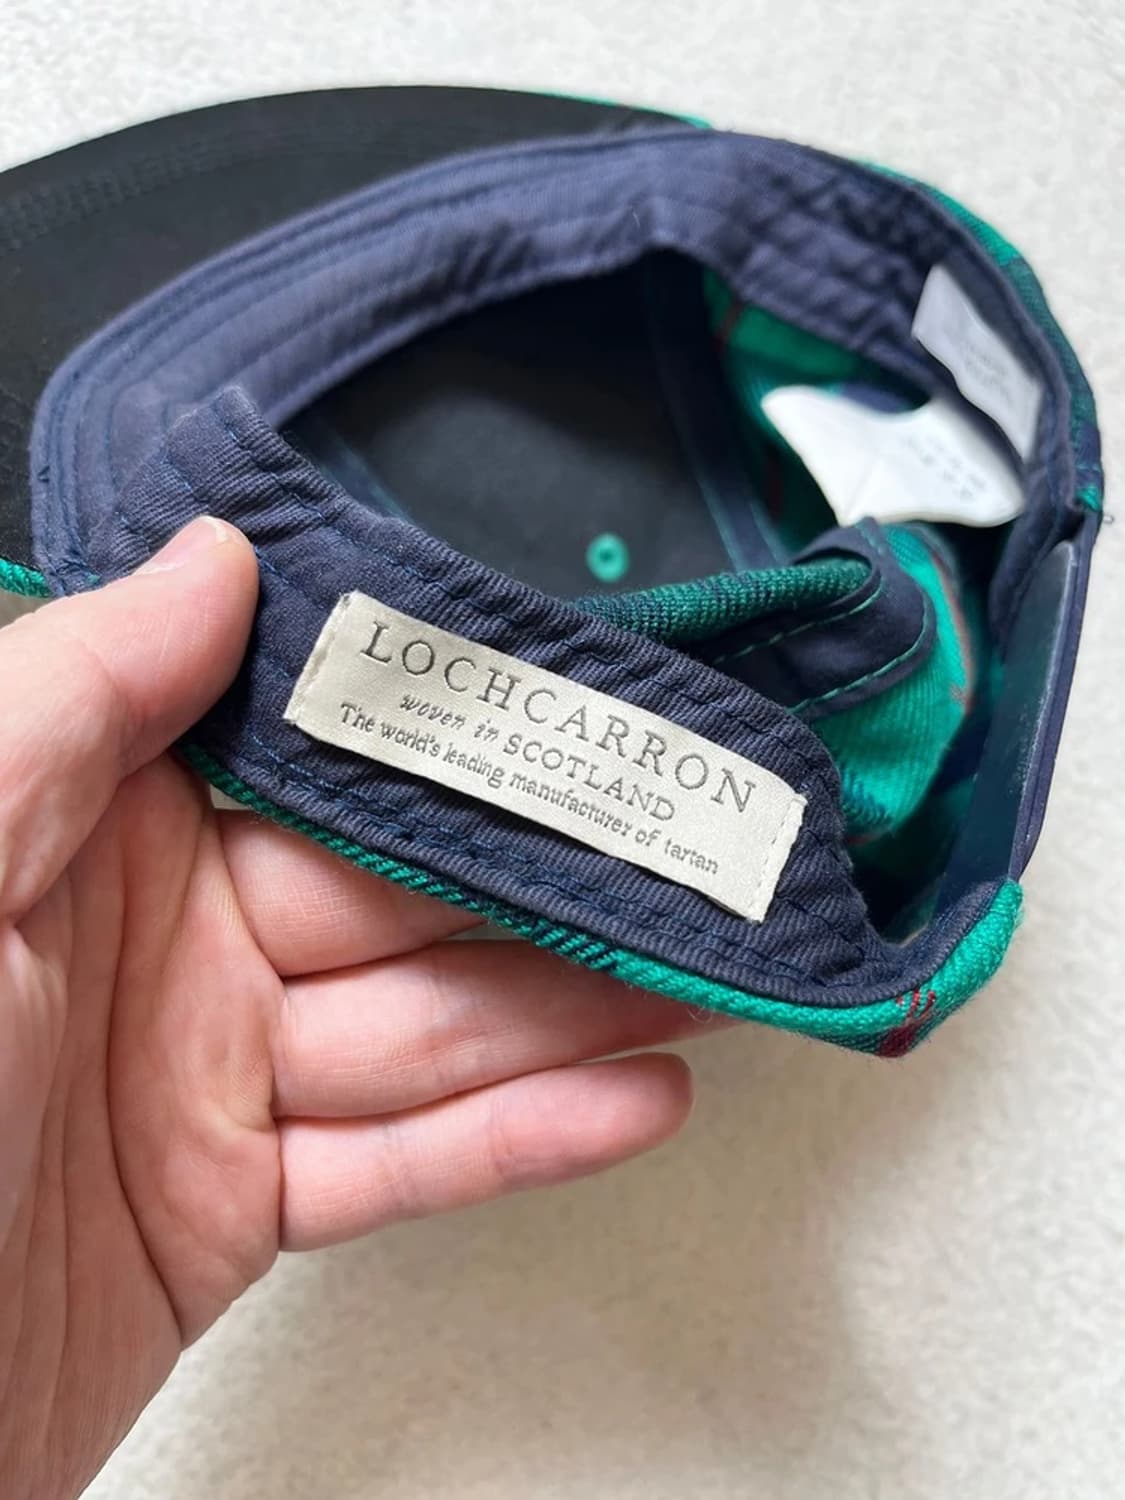 LOCHCARRON
woven in SCOTLAND
The world's leading manufacturer of tartan